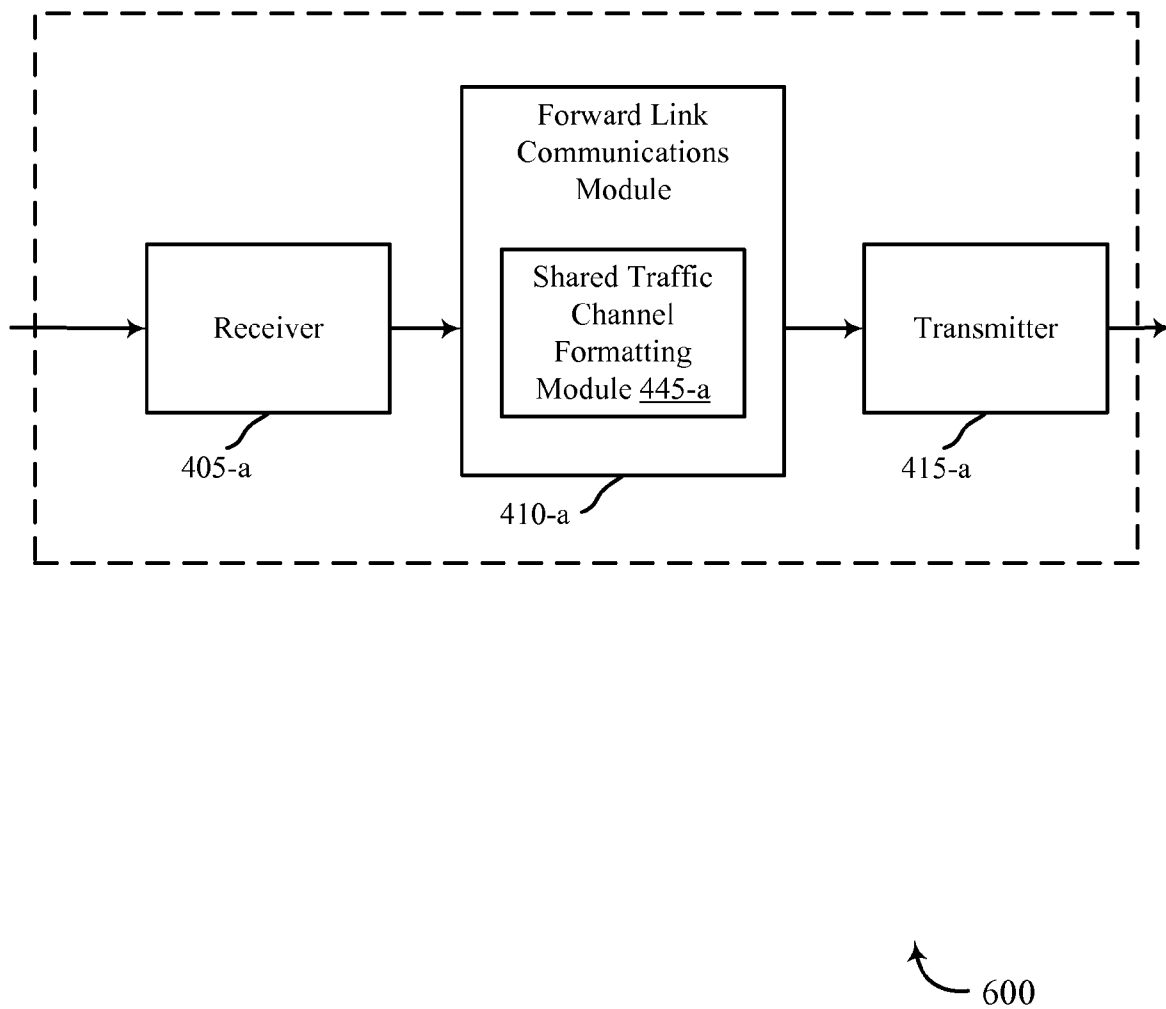 Forward Link
Communications
Module
Shared Traffic
Channel
Formatting
Module 445-a
Receiver
Transmitter
405-a
410-a
415-a
600